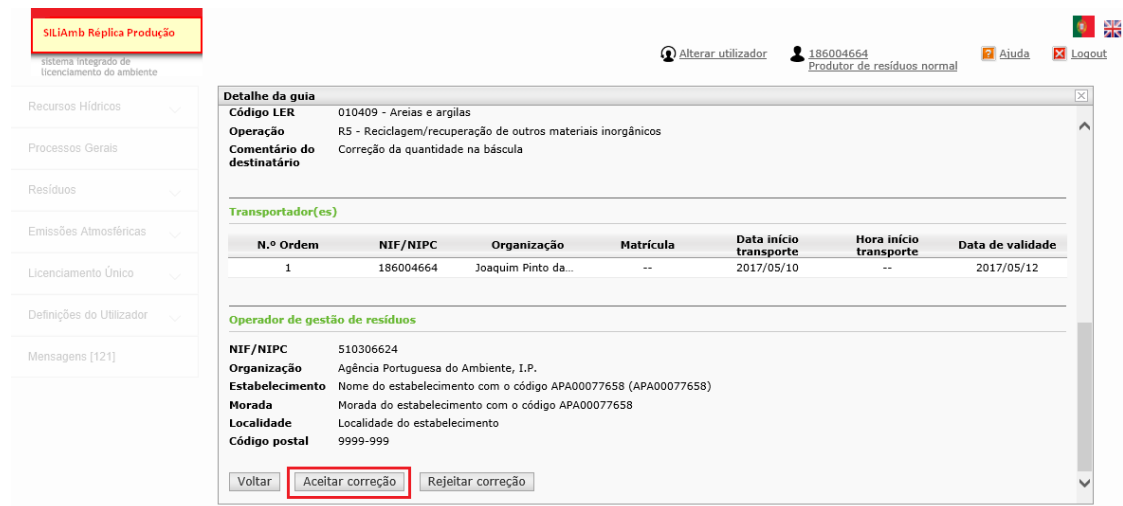 SILiAmb Réplica Produção
sistema integrado de
licenciamento do ambiente
Alterar utilizador
186004664
Produtor de resíduos normal
Ajuda
Logout
Recursos Hídricos
Processos Gerais
Resíduos
Emissões Atmosféricas
Licenciamento Único
Definições do Utilizador
Mensagens [121]
Detalhe da guia
Código LER 010409 - Areias e argilas
Operação R5 - Reciclagem/recuperação de outros materiais inorgânicos
Comentário do destinatário Correção da quantidade na báscula
Transportador(es)
N.º Ordem NIF/NIPC Organização Matrícula Data início transporte Hora início transporte Data de validade
1 186004664 Joaquim Pinto da... -- 2017/05/10 -- 2017/05/12
Operador de gestão de resíduos
NIF/NIPC 510306624
Organização Agência Portuguesa do Ambiente, I.P.
Estabelecimento Nome do estabelecimento com o código APA00077658 (APA00077658)
Morada Morada do estabelecimento com o código APA00077658
Localidade Localidade do estabelecimento
Código postal 9999-999
Voltar Aceitar correção Rejeitar correção